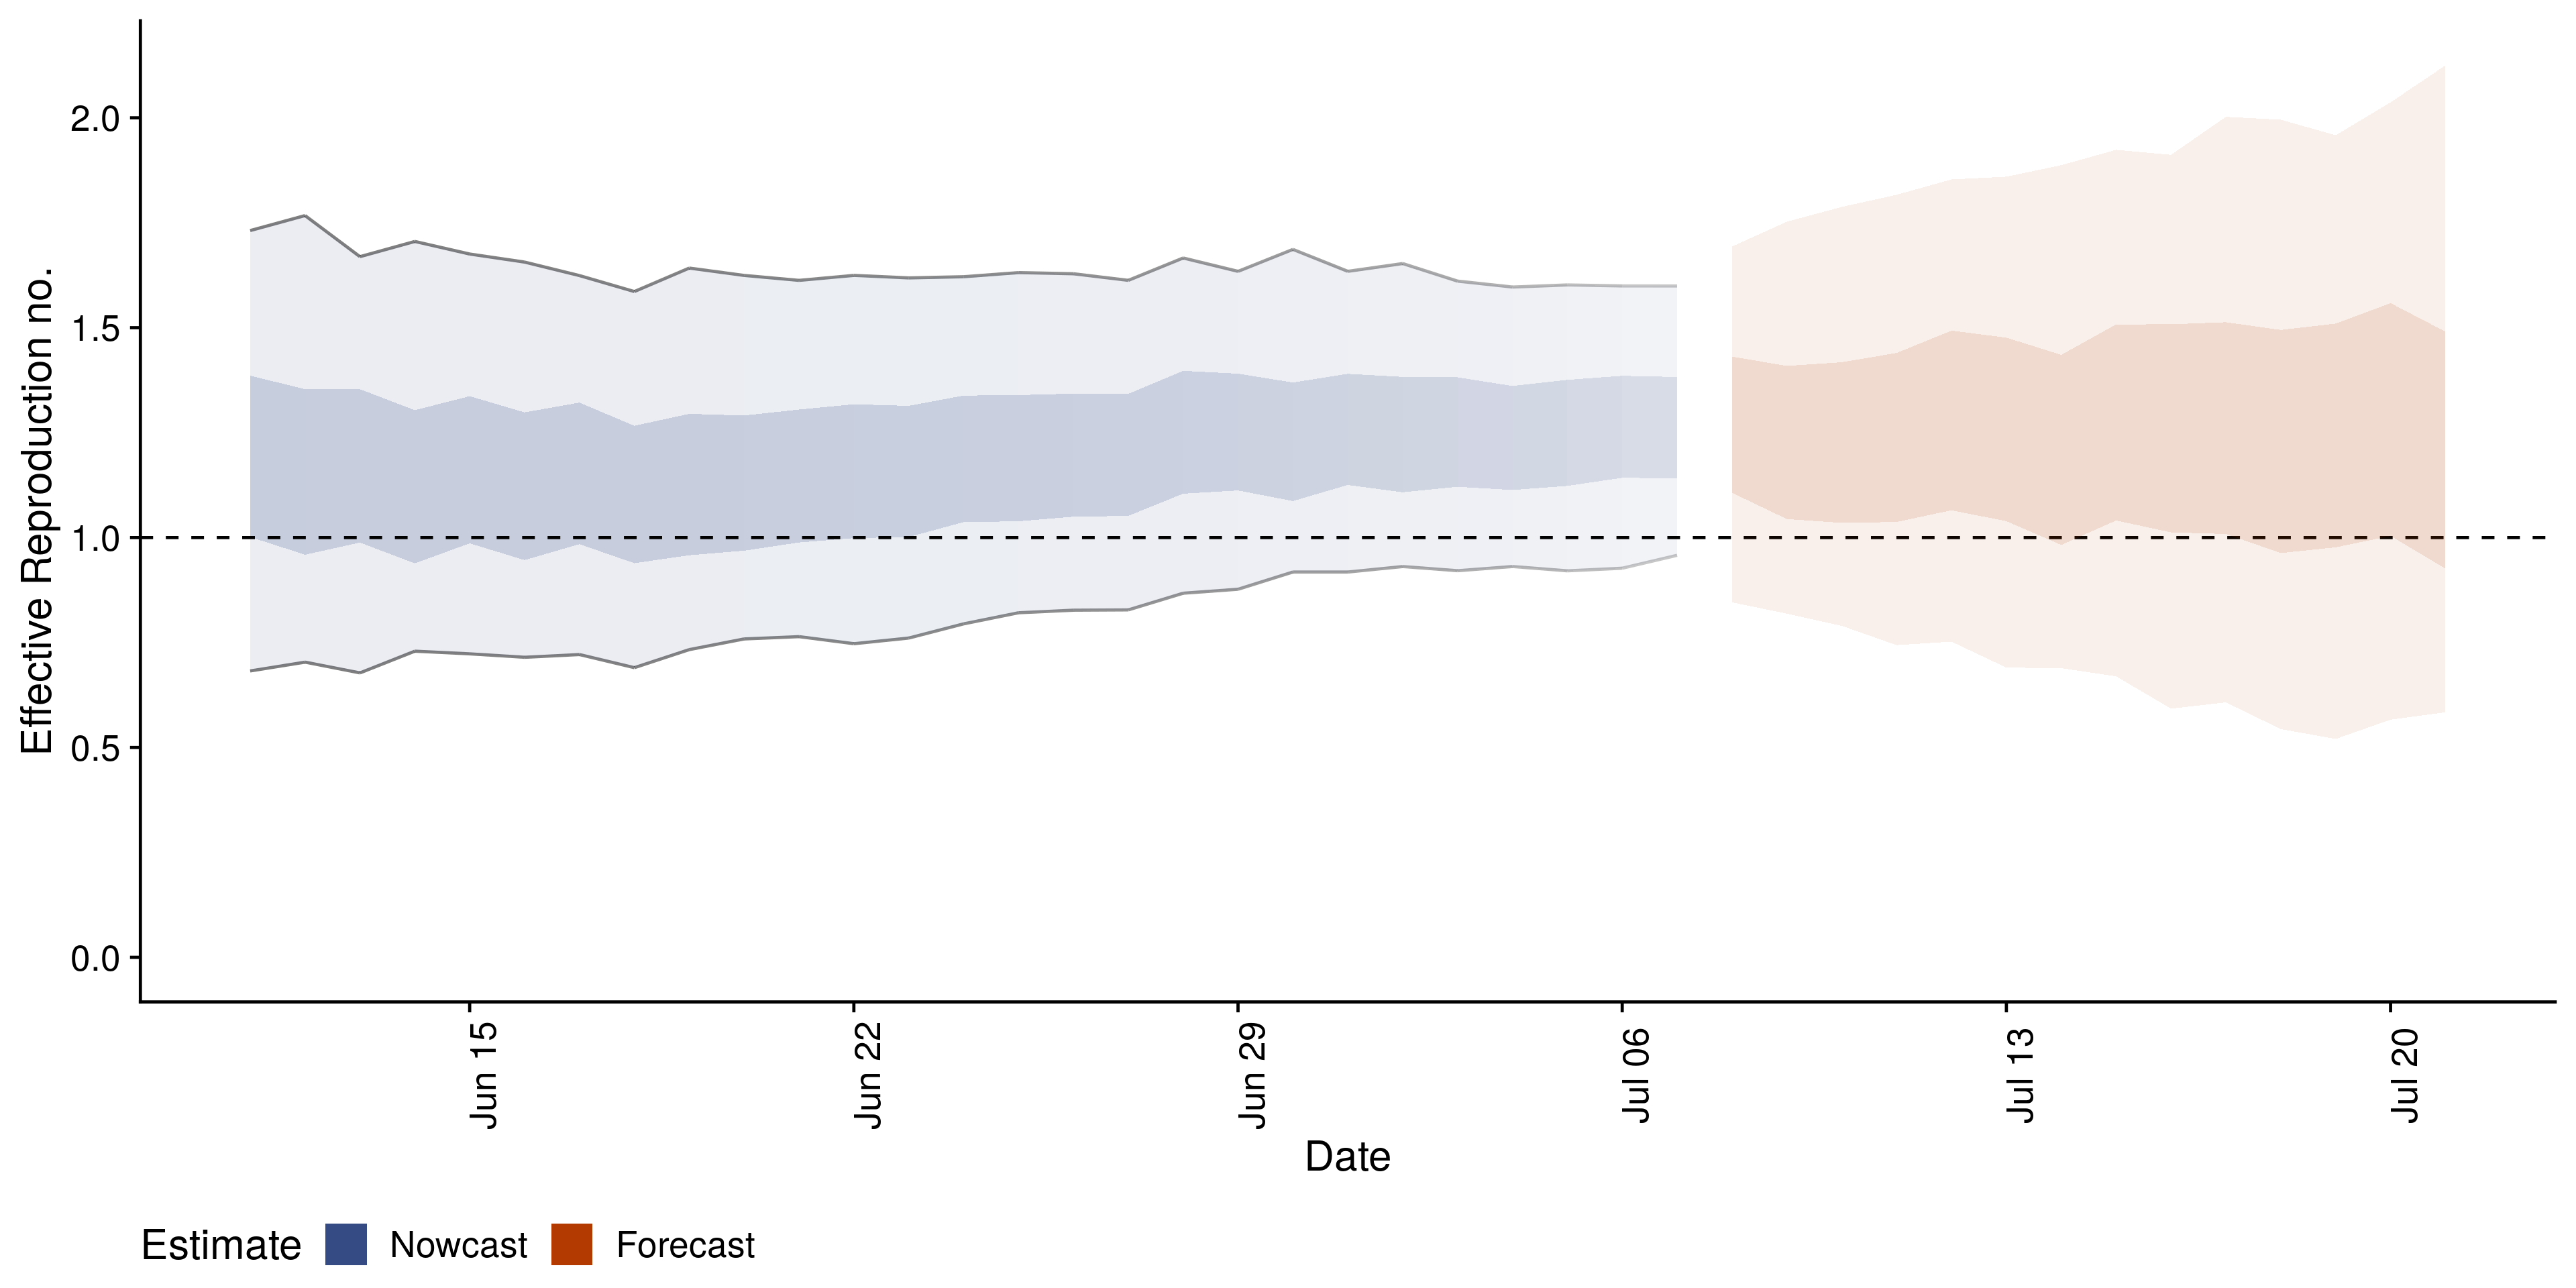 Effective Reproduction no.
2.0
1.5
1.0
0.5
0.0
Jun 15
Jun 22
Jun 29
Jul 06
Jul 13
Jul 20
Date
Estimate Nowcast Forecast